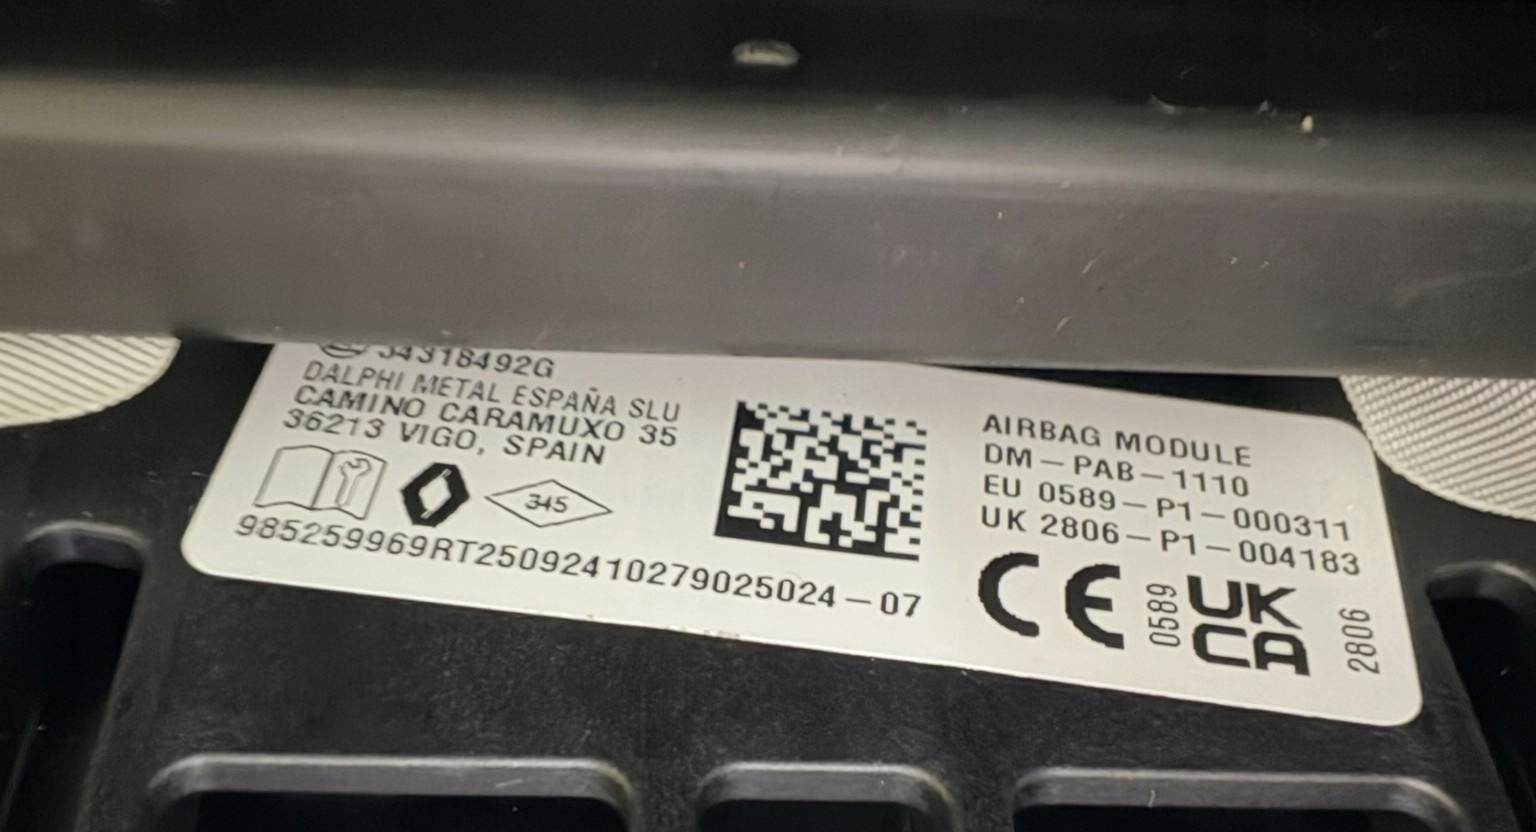 34318492G
DALPHI METAL ESPAÑA SLU
CAMINO CARAMUXO 35
36213 VIGO, SPAIN
345
985259969RT25092410279025024-07
AIRBAG MODULE
DM-PAB-1110
EU 0589-P1-000311
UK 2806-P1-004183
CE 0589 UK
CA 2806